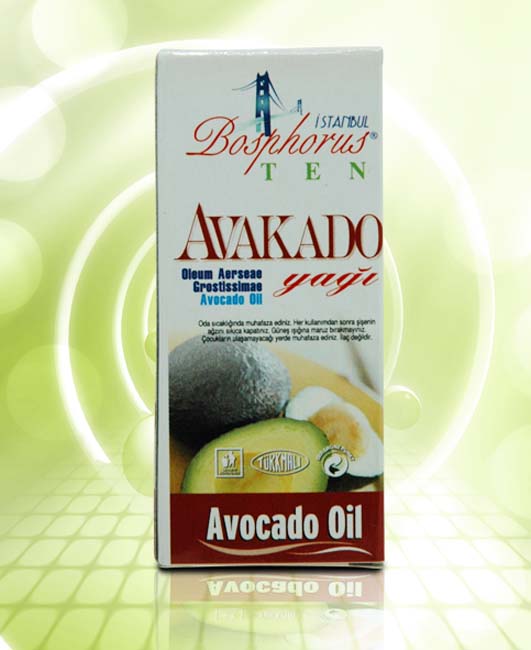 İSTANBUL
Bosphorus®
TEN
AVAKADO
yağı
Oleum Aerseae
Grostissimae
Avocado Oil
Oda sıcaklığında muhafaza ediniz. Her kullanımdan sonra şişenin
ağzını sıkıca kapatınız. Güneş ışığına maruz bırakmayınız.
Çocukların ulaşamayacağı yerde muhafaza ediniz. İlaç değildir.
TÜRKMALI
Avocado Oil